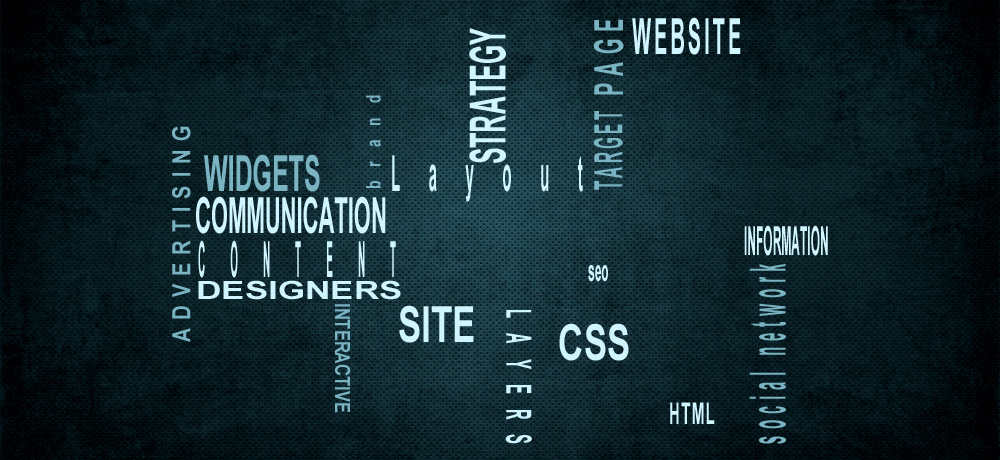 WEBSITE
TARGET PAGE
STRATEGY
brand
ADVERTISING
WIDGETS
Layout
COMMUNICATION
CONTENT
DESIGNERS
INFORMATION
seo
social network
INTERACTIVE
SITE
LAYERS
CSS
HTML